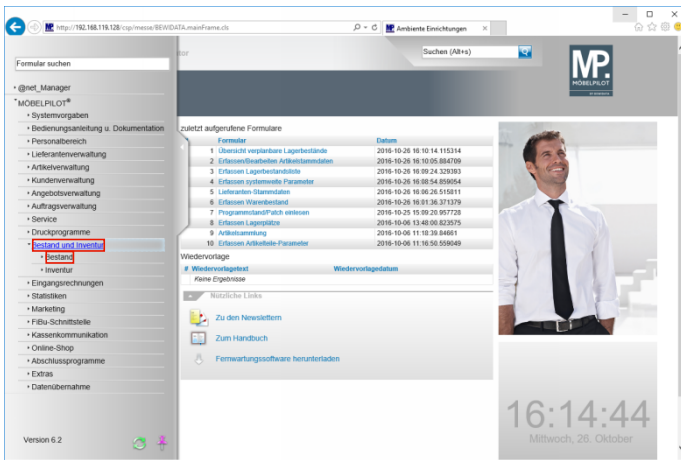 http://192.168.119.128/csp/messe/BEWIDATA.mainFrame.cls
Ambiente Einrichtungen
Suchen (Alt+s)
MP.
MÖBELPILOT
Formular suchen
@net_Manager
MÖBELPILOT®
Systemvorgaben
Bedienungsanleitung u. Dokumentation
Personalbereich
Lieferantenverwaltung
Artikelverwaltung
Kundenverwaltung
Angebotsverwaltung
Auftragsverwaltung
Service
Druckprogramme
Bestand und Inventur
Bestand
Inventur
Eingangsrechnungen
Statistiken
Marketing
FiBu-Schnittstelle
Kassenkommunikation
Online-Shop
Abschlussprogramme
Extras
Datenübernahme
Version 6.2
zuletzt aufgerufene Formulare
Formular Datum
1 Übersicht verplanbare Lagerbestände 2016-10-26 16:10:14.115314
2 Erfassen/Bearbeiten Artikelstammdaten 2016-10-26 16:10:05.884709
3 Erfassen Lagerbestandsliste 2016-10-26 16:09:24.328393
4 Erfassen systemweite Parameter 2016-10-26 16:08:54.859054
5 Lieferanten-Stammdaten 2016-10-26 16:06:26.515811
6 Erfassen Warenbestand 2016-10-26 16:01:36.371379
7 Programmstand/Patch einlesen 2016-10-25 15:09:20.957728
8 Erfassen Lagerplätze 2016-10-26 13:48:00.823575
9 Artikelsammlung 2016-10-06 11:18:39.84661
10 Erfassen Artikelteile-Parameter 2016-10-06 11:16:50.559049
Wiedervorlage
# Wiedervorlagetext Wiedervorlagedatum
Keine Ergebnisse
Nützliche Links
Zu den Newslettern
Zum Handbuch
Fernwartungssoftware herunterladen
16:14:44
Mittwoch, 26. Oktober